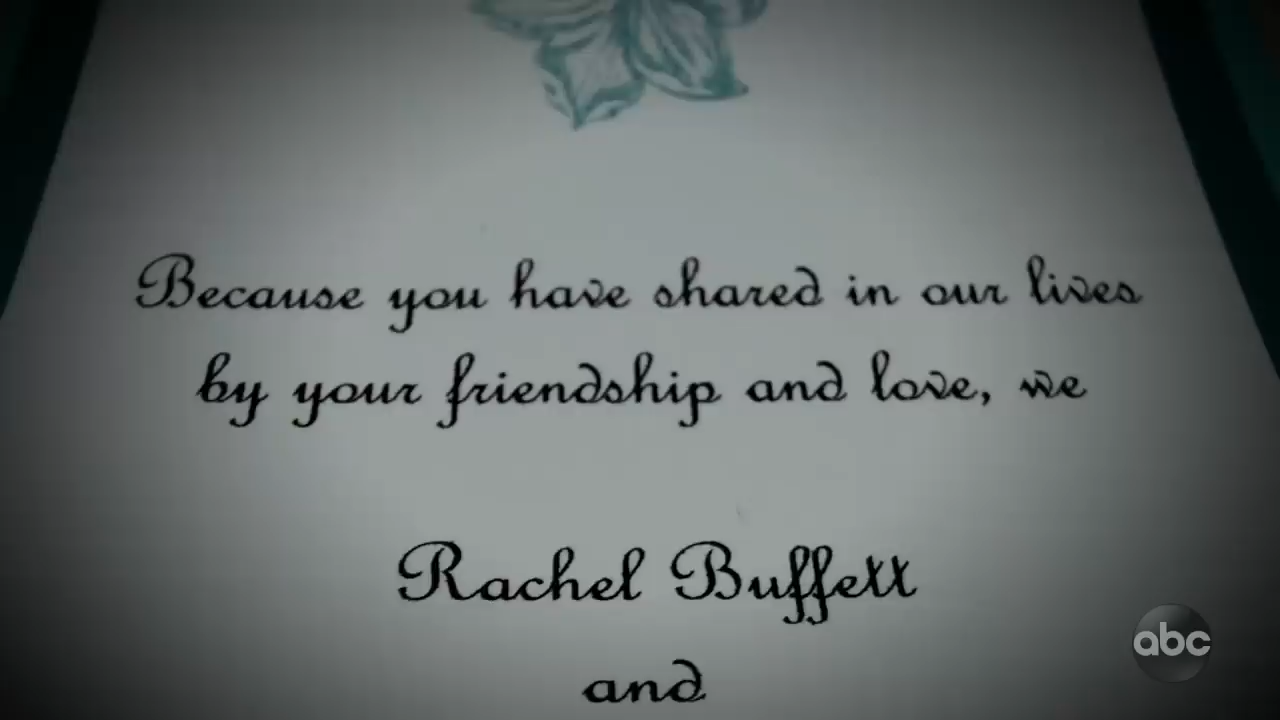 Because you have shared in our lives
by your friendship and love, we
Rachel Buffett
and
abc